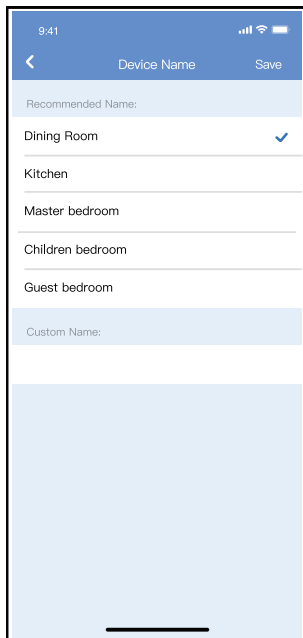 9:41
Device Name Save
Recommended Name:
Dining Room
Kitchen
Master bedroom
Children bedroom
Guest bedroom
Custom Name: